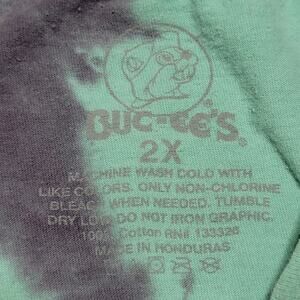 BUC-EE'S
2X
MACHINE WASH COLD WITH
LIKE COLORS. ONLY NON-CHLORINE
BLEACH WHEN NEEDED. TUMBLE
DRY LOW. DO NOT IRON GRAPHIC.
100% Cotton RN# 133326
MADE IN HONDURAS